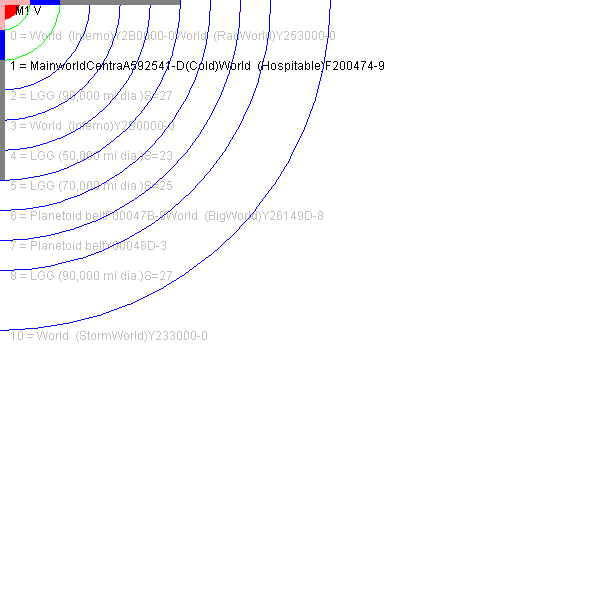 M1 V
0 = World  (Inferno)Y2B0000-0World  (RadWorld)Y253000-0
1 = MainworldCentraA592541-D(Cold)World  (Hospitable)F200474-9
2 = LGG (90,000 mi dia.)S=27
3 = World  (Inferno)Y2B0000-0
4 = LGG (50,000 mi dia.)S=23
5 = LGG (70,000 mi dia.)S=25
6 = Planetoid beltF00047B-9World  (BigWorld)Y26149D-8
7 = Planetoid beltY00048D-3
8 = LGG (90,000 mi dia.)S=27
10 = World  (StormWorld)Y233000-0